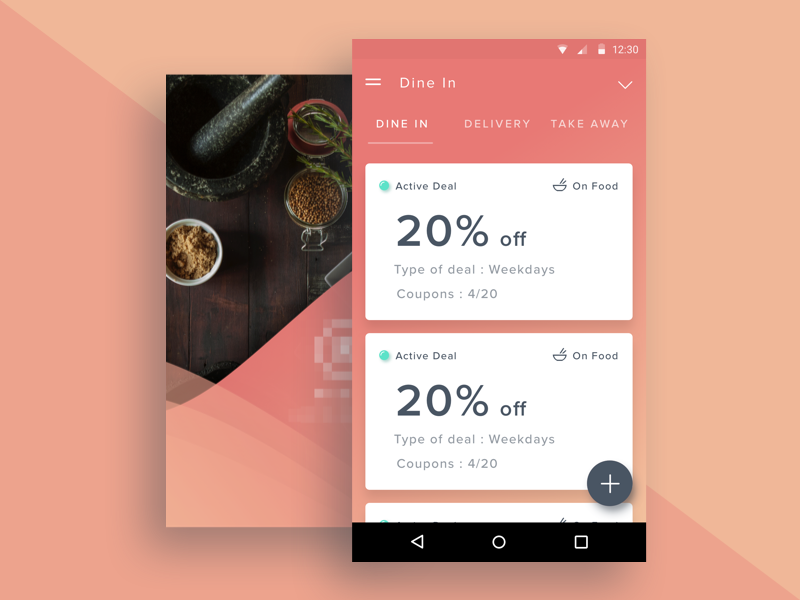 12:30
Dine In
DINE IN DELIVERY TAKE AWAY
Active Deal On Food
20% off
Type of deal : Weekdays
Coupons : 4/20
Active Deal On Food
20% off
Type of deal : Weekdays
Coupons : 4/20